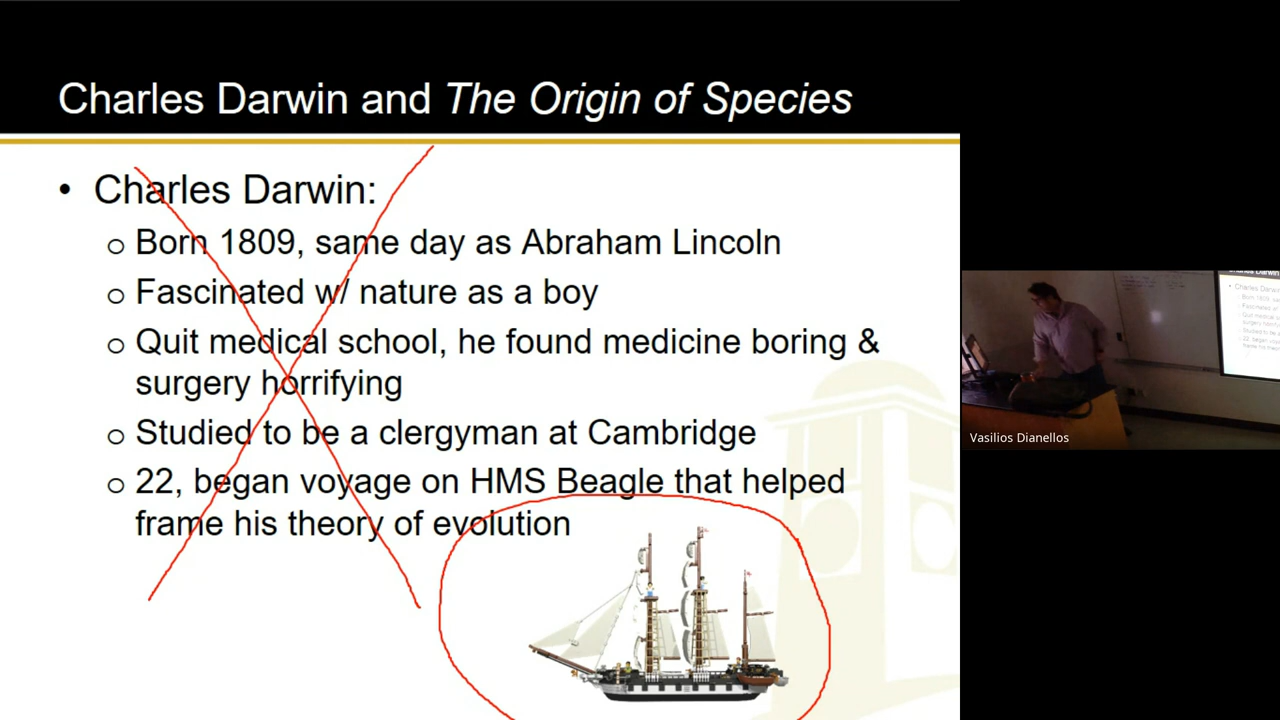 Charles Darwin and The Origin of Species
• Charles Darwin:
o Born 1809, same day as Abraham Lincoln
o Fascinated w/ nature as a boy
o Quit medical school, he found medicine boring &
surgery horrifying
o Studied to be a clergyman at Cambridge
o 22, began voyage on HMS Beagle that helped
frame his theory of evolution
Vasilios Dianellos